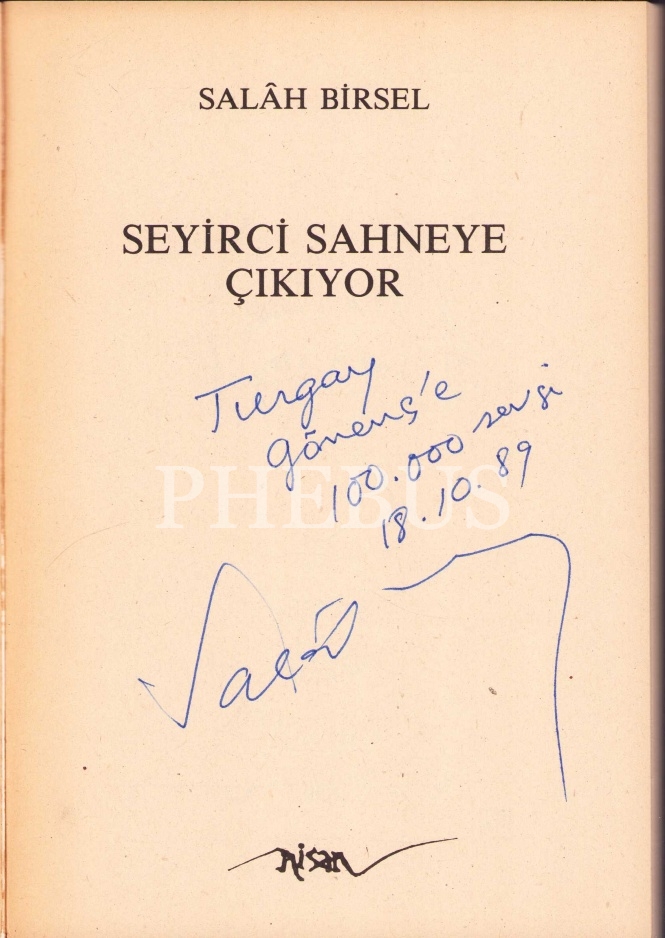 SALÂH BİRSEL
SEYİRCİ SAHNEYE
ÇIKIYOR
Turgay
Gönenç'e
100.000 sevgi
18.10.89
PHEBUS
Salâh
nisan